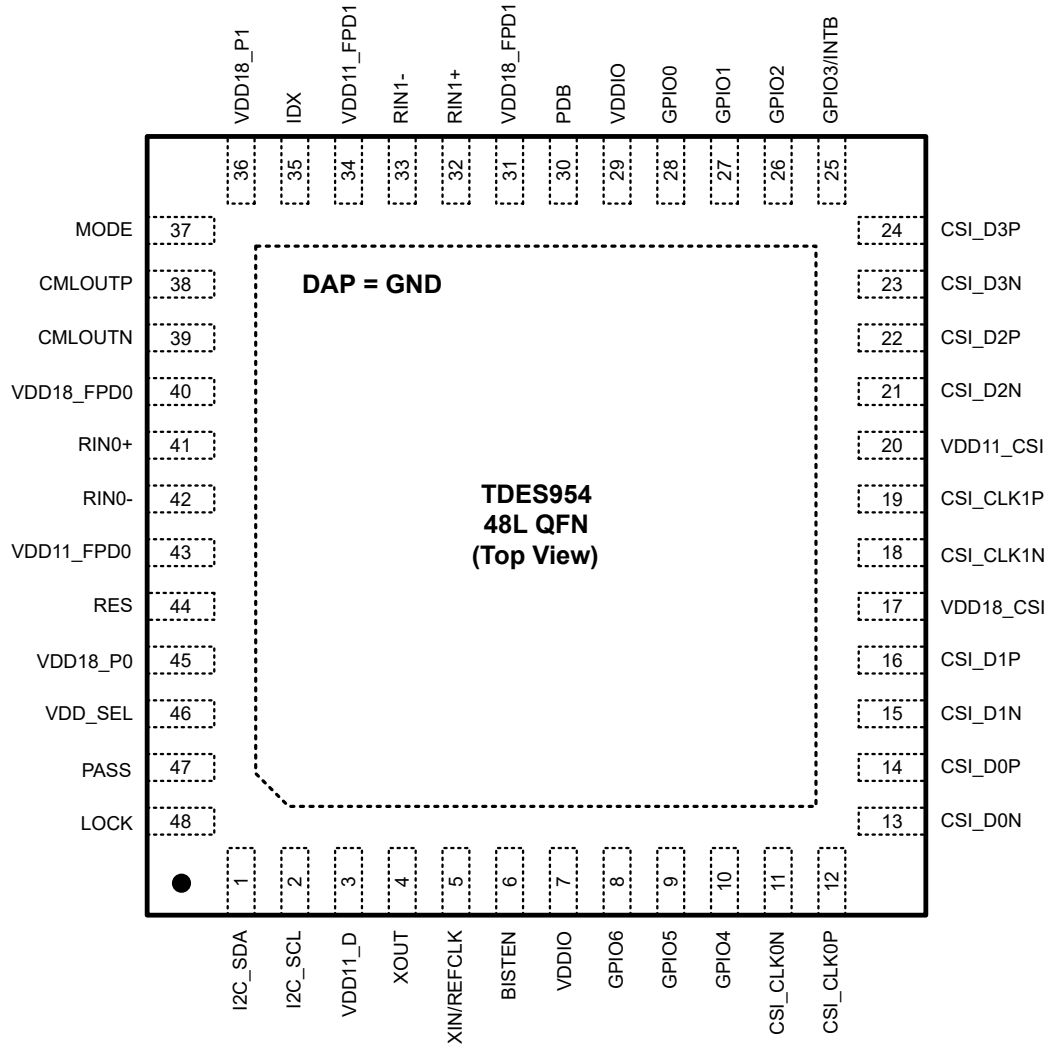 VDD18_P1
IDX
VDD11_FPD1
RIN1-
RIN1+
VDD18_FPD1
PDB
VDDIO
GPIO0
GPIO1
GPIO2
GPIO3/INTB
36
35
34
33
32
31
30
29
28
27
26
25
MODE 37
CMLOUTP 38
CMLOUTN 39
VDD18_FPD0 40
RIN0+ 41
RIN0- 42
VDD11_FPD0 43
RES 44
VDD18_P0 45
VDD_SEL 46
PASS 47
LOCK 48
DAP = GND
TDES954
48L QFN
(Top View)
24 CSI_D3P
23 CSI_D3N
22 CSI_D2P
21 CSI_D2N
20 VDD11_CSI
19 CSI_CLK1P
18 CSI_CLK1N
17 VDD18_CSI
16 CSI_D1P
15 CSI_D1N
14 CSI_D0P
13 CSI_D0N
1
2
3
4
5
6
7
8
9
10
11
12
I2C_SDA
I2C_SCL
VDD11_D
XOUT
XIN/REFCLK
BISTEN
VDDIO
GPIO6
GPIO5
GPIO4
CSI_CLK0N
CSI_CLK0P